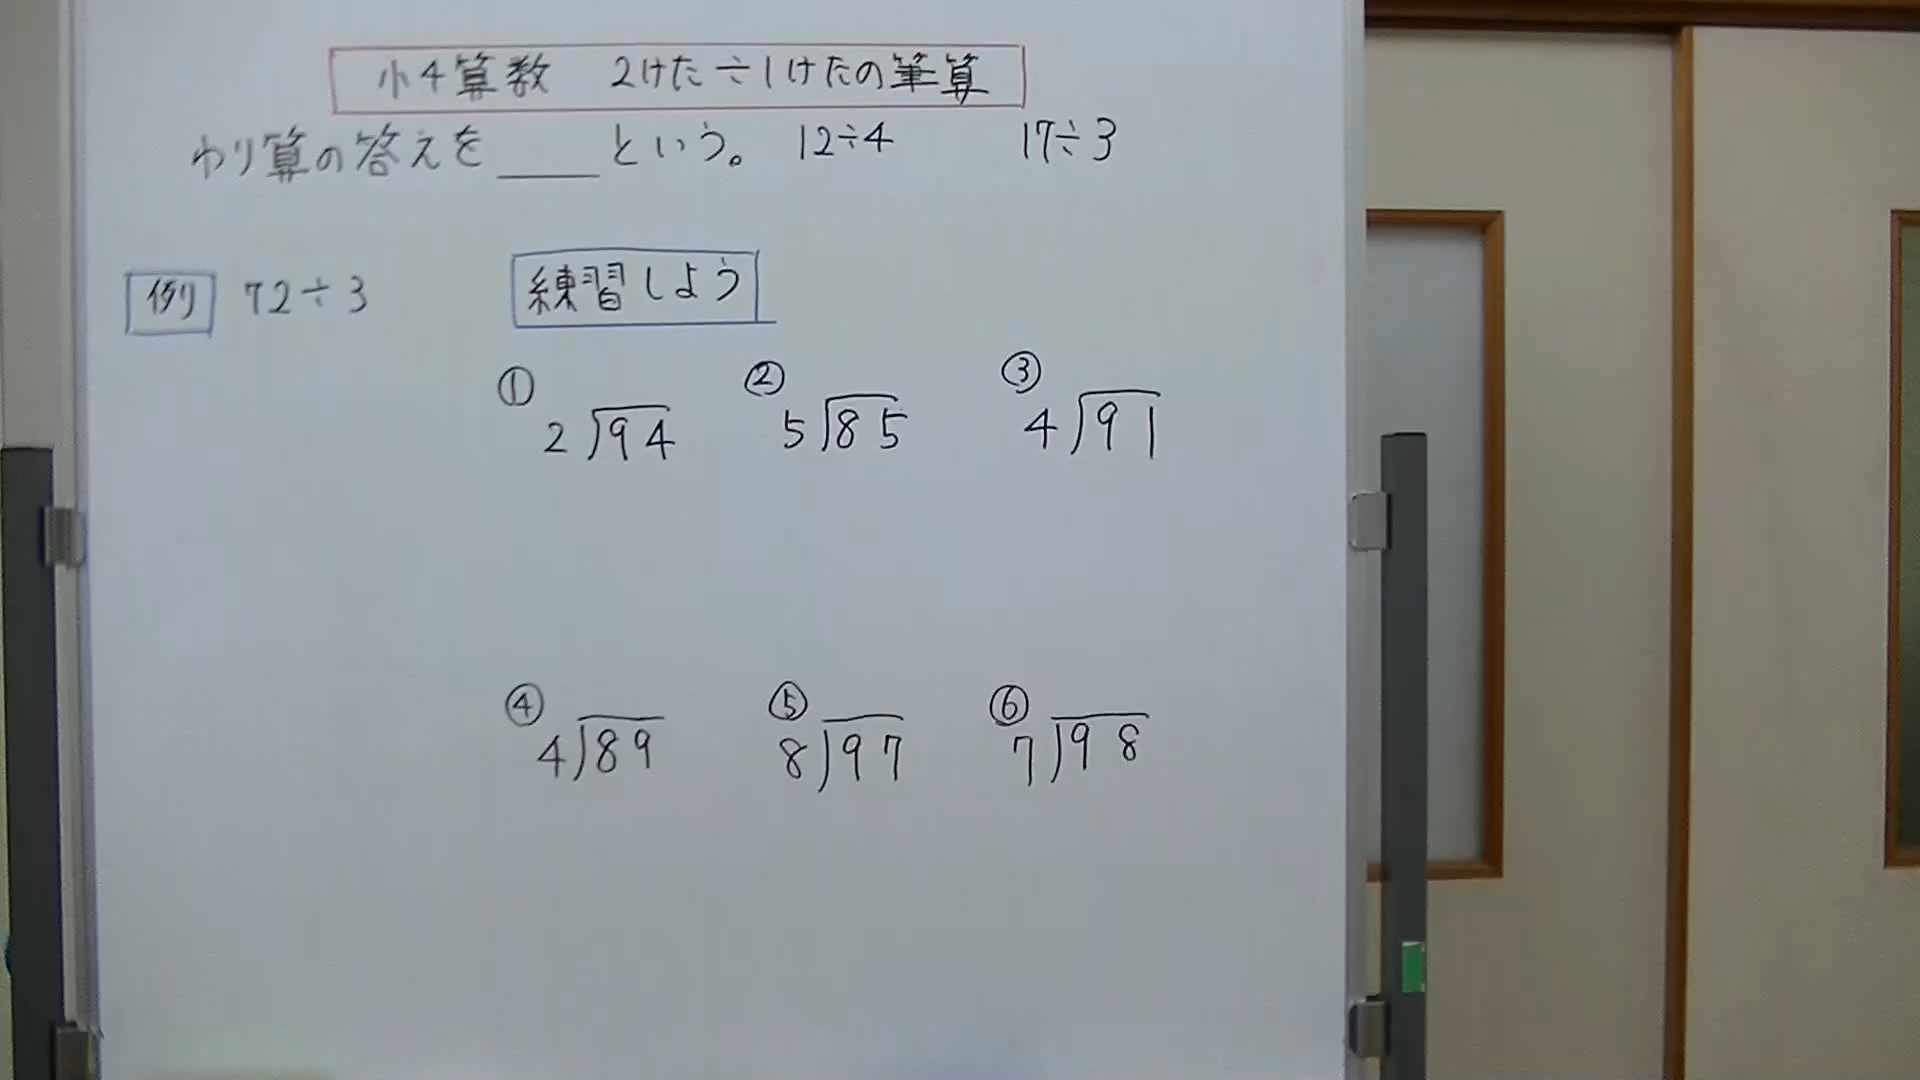 小4算数 2けた÷1けたの筆算
わり算の答えを____という。 12÷4 17÷3
例 72÷3 練習しよう
① 2)94 ② 5)85 ③ 4)91
④ 4)89 ⑤ 8)97 ⑥ 7)98